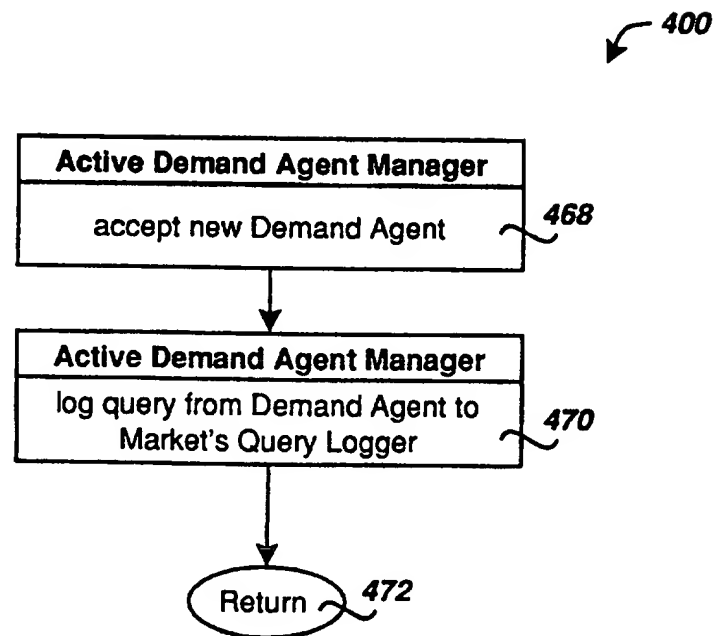 400
Active Demand Agent Manager
accept new Demand Agent
468
Active Demand Agent Manager
log query from Demand Agent to
Market's Query Logger
470
Return
472